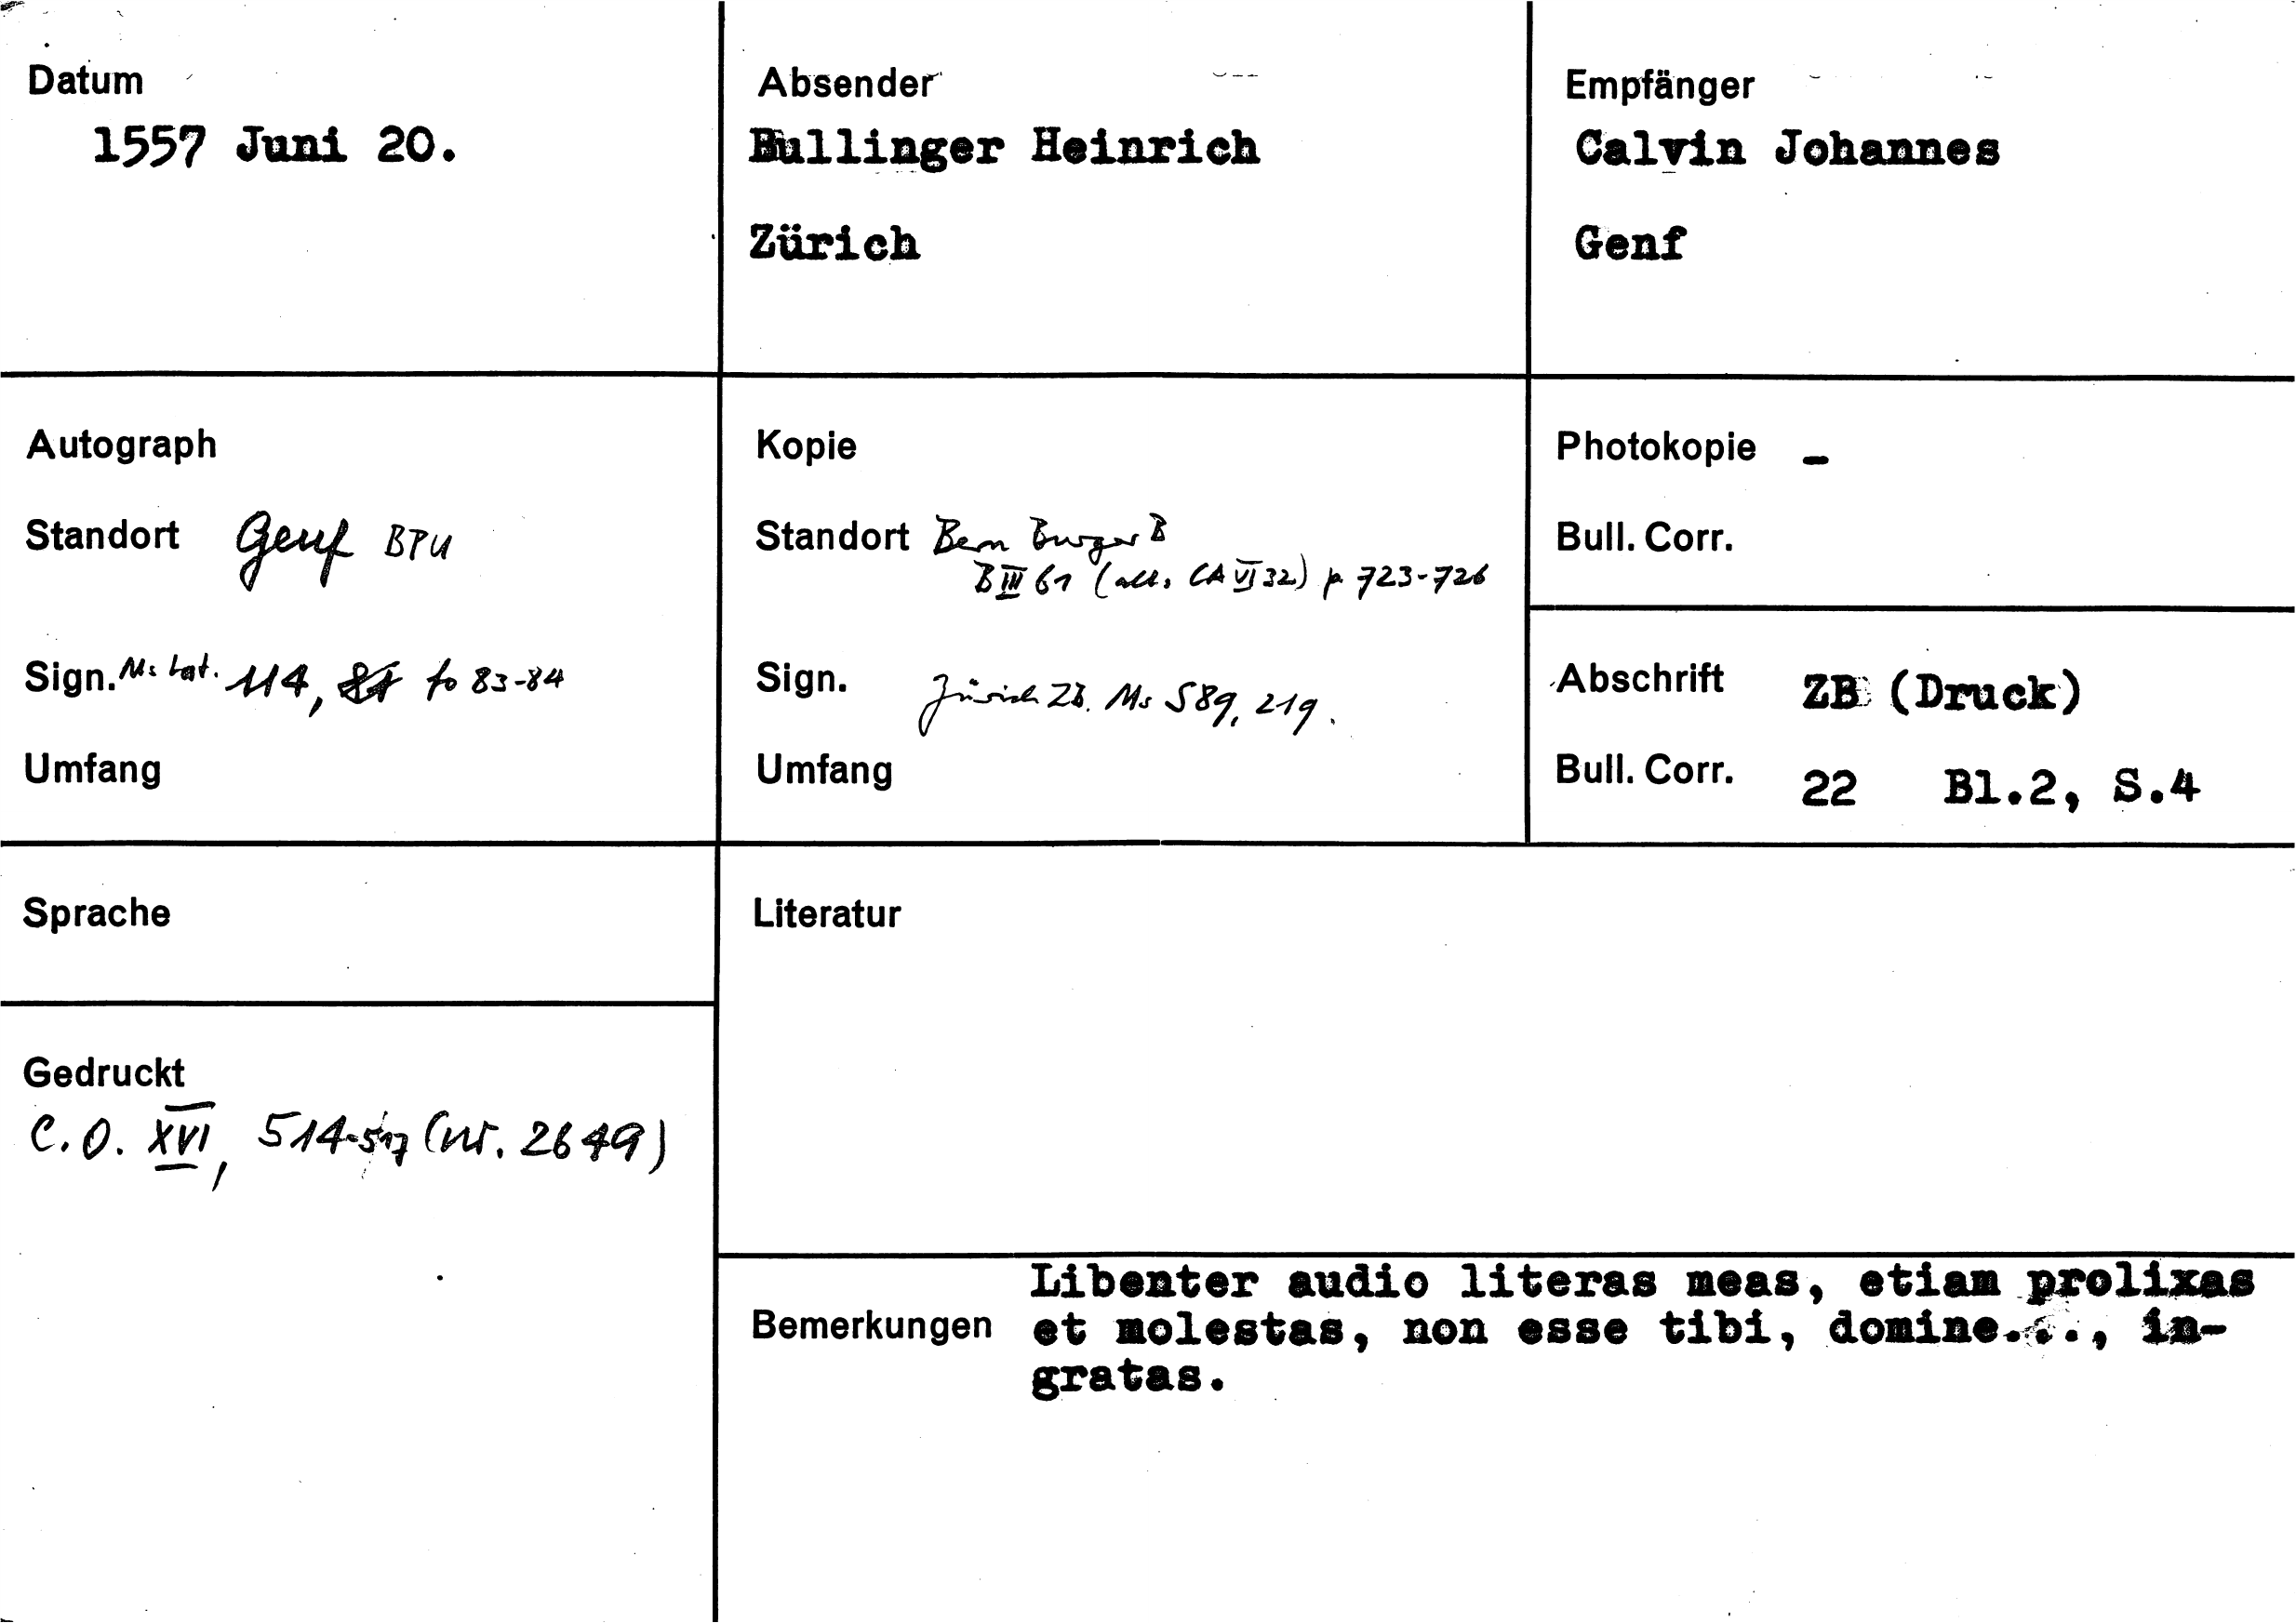 Datum
1557 Juni 20.
Absender
Bullinger Heinrich
Zürich
Empfänger
Calvin Johannes
Genf
Autograph
Standort Genf BPU
Sign. Ms Lat. 114, fo 83-84
Umfang
Kopie
Standort Bern Burger B
B III 61 (all. CA VI 32) p 723-726
Sign. Zürich ZB. Ms S 89, 219.
Umfang
Photokopie -
Bull. Corr.
Abschrift ZB (Druck)
Bull. Corr. 22 Bl.2, S.4
Sprache
Gedruckt
C.O. XVI, 514-517 (Nr. 2649)
Literatur
Bemerkungen
Libenter audio literas meas, etiam prolixas
et molestas, non esse tibi, domine..., in-
gratas.